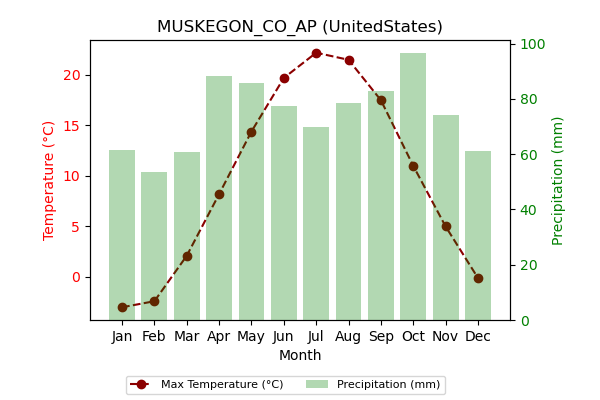 MUSKEGON_CO_AP (UnitedStates)
Temperature (°C)
20
15
10
5
0
100
80
60
40
20
0
Precipitation (mm)
Jan Feb Mar Apr May Jun Jul Aug Sep Oct Nov Dec
Month
Max Temperature (°C) Precipitation (mm)